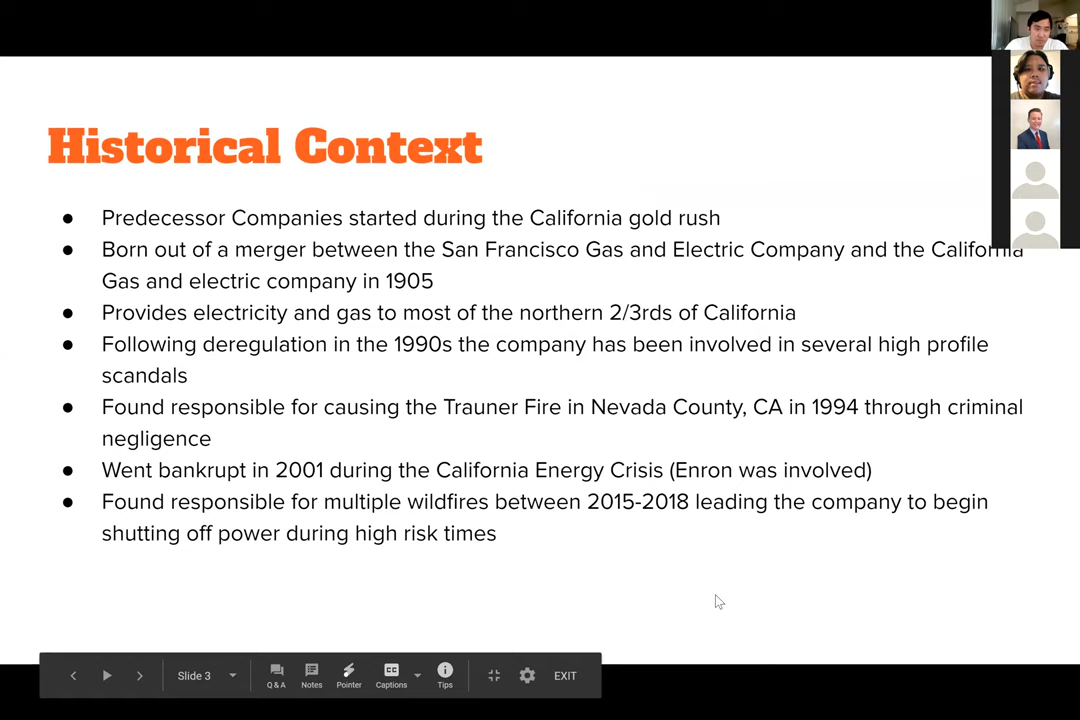 Historical Context
● Predecessor Companies started during the California gold rush
● Born out of a merger between the San Francisco Gas and Electric Company and the California
Gas and electric company in 1905
● Provides electricity and gas to most of the northern 2/3rds of California
● Following deregulation in the 1990s the company has been involved in several high profile
scandals
● Found responsible for causing the Trauner Fire in Nevada County, CA in 1994 through criminal
negligence
● Went bankrupt in 2001 during the California Energy Crisis (Enron was involved)
● Found responsible for multiple wildfires between 2015-2018 leading the company to begin
shutting off power during high risk times
Slide 3
Q & A
Notes
Pointer
CC
Captions
Tips
EXIT